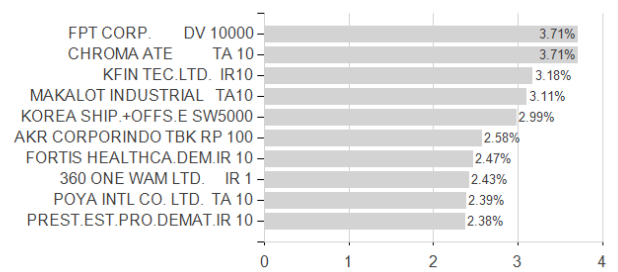 FPT CORP. DV 10000 3.71%
CHROMA ATE TA 10 3.71%
KFIN TEC.LTD. IR10 3.18%
MAKALOT INDUSTRIAL TA10 3.11%
KOREA SHIP.+OFFS.E SW5000 2.99%
AKR CORPORINDO TBK RP 100 2.58%
FORTIS HEALTHCA.DEM.IR 10 2.47%
360 ONE WAM LTD. IR 1 2.43%
POYA INTL CO. LTD. TA 10 2.39%
PREST.EST.PRO.DEMAT.IR 10 2.38%
0 1 2 3 4